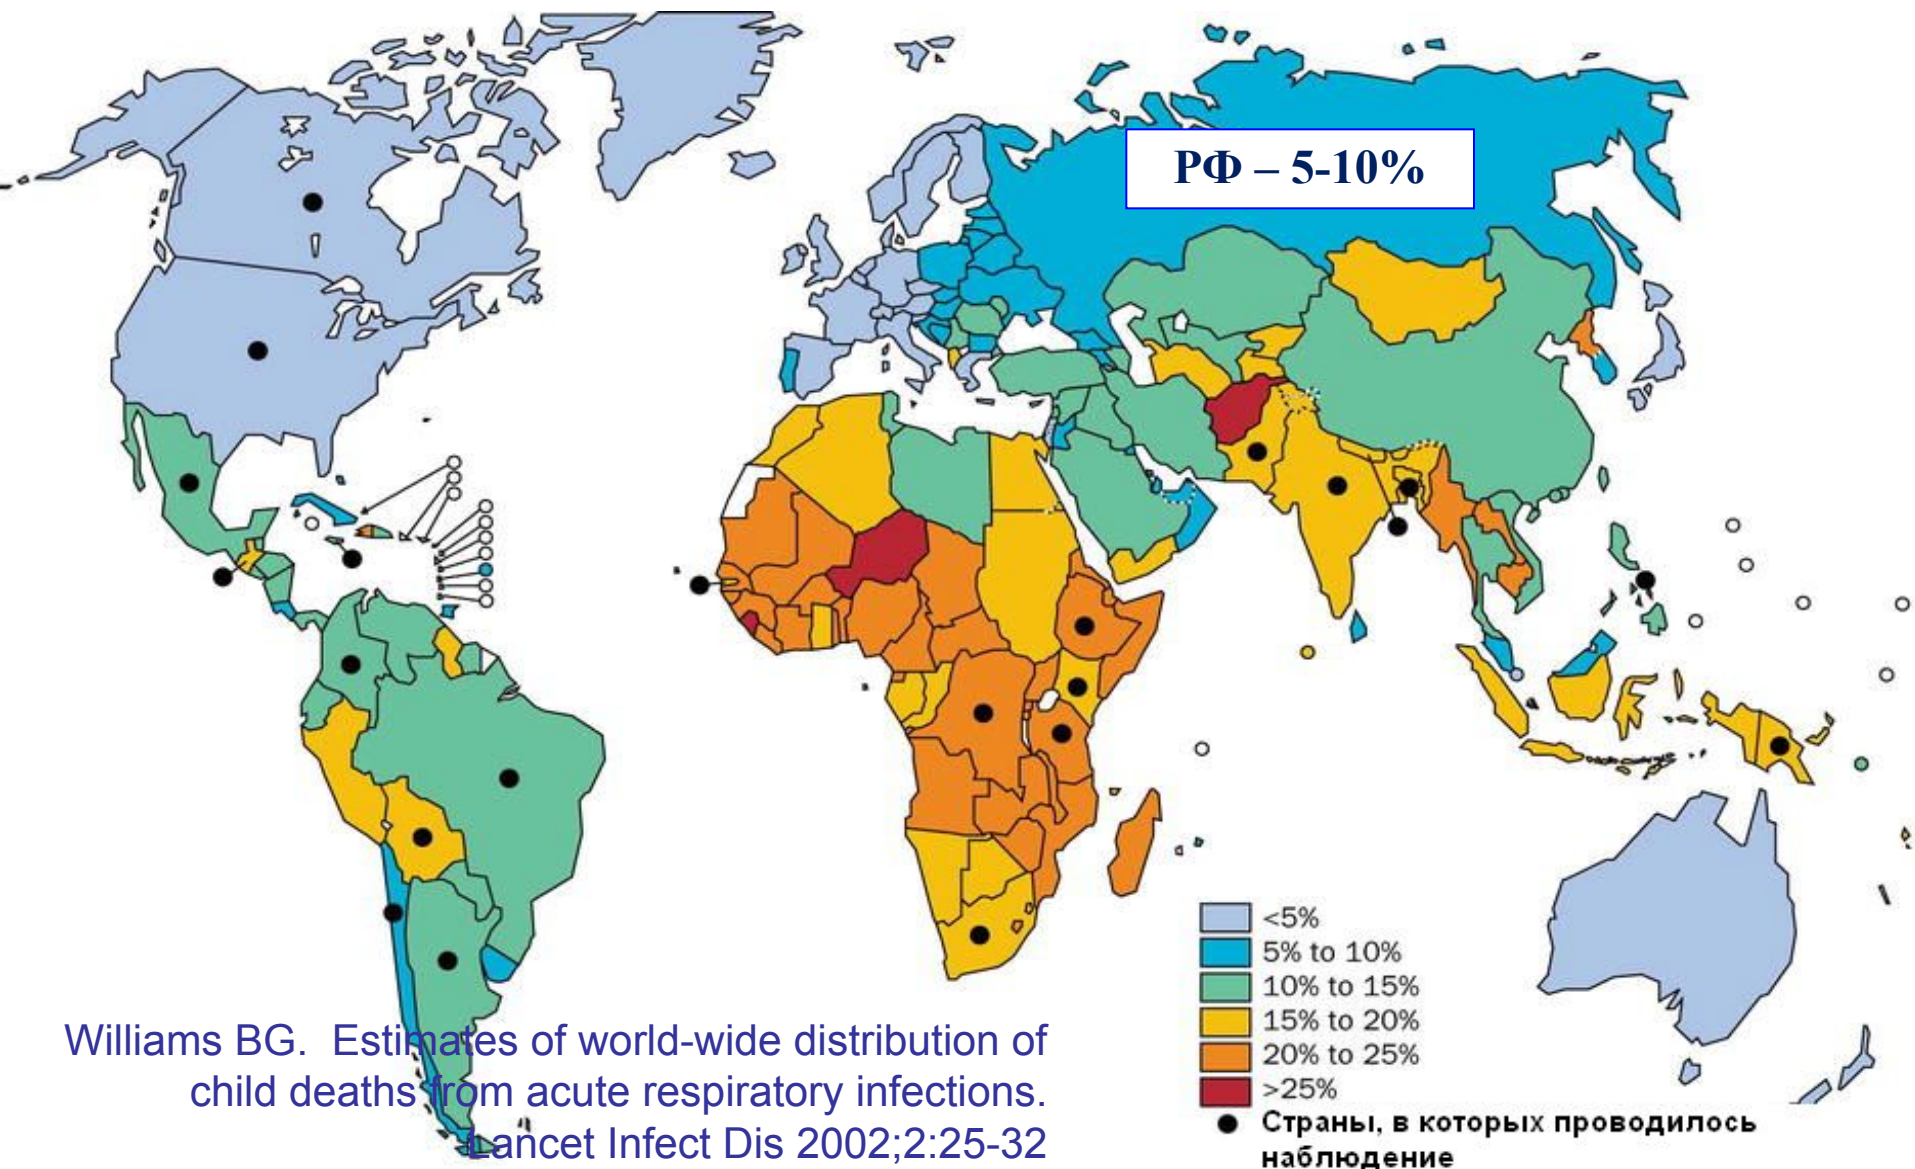 РФ – 5-10%
<5%
5% to 10%
10% to 15%
15% to 20%
20% to 25%
>25%
Страны, в которых проводилось
наблюдение
Williams BG. Estimates of world-wide distribution of
child deaths from acute respiratory infections.
Lancet Infect Dis 2002;2:25-32